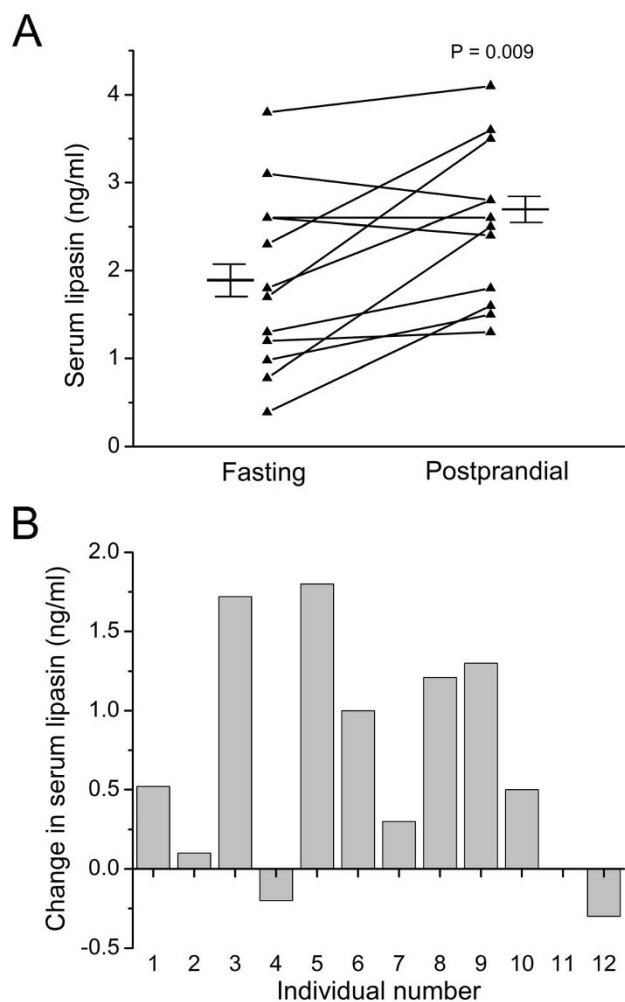 A
P = 0.009
4
3
2
1
0
Serum lipasin (ng/ml)
Fasting Postprandial
B
2.0
1.5
1.0
0.5
0.0
-0.5
Change in serum lipasin (ng/ml)
1 2 3 4 5 6 7 8 9 10 11 12
Individual number